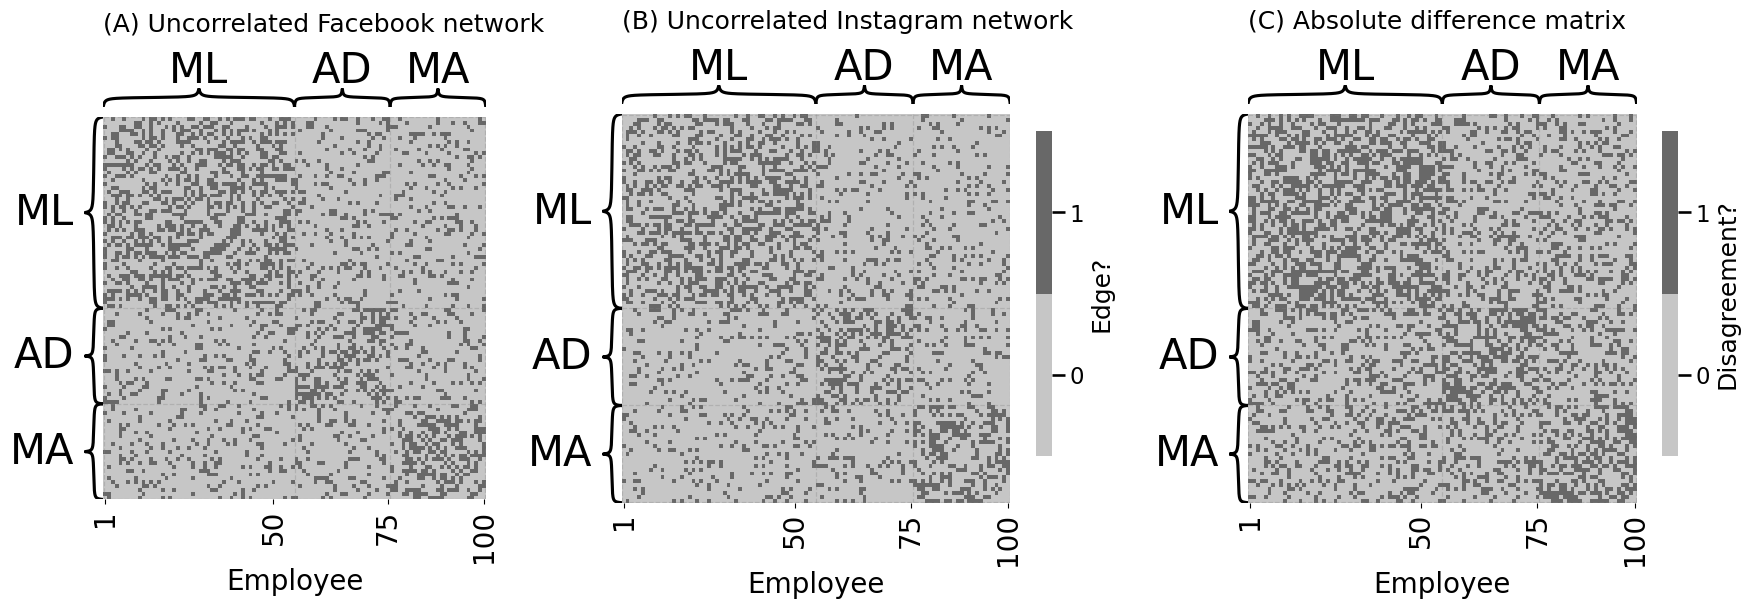 (A) Uncorrelated Facebook network
ML AD MA
ML
AD
MA
1 50 75 100
Employee
(B) Uncorrelated Instagram network
ML AD MA
ML
AD
MA
1 50 75 100
Employee
1
0
Edge?
(C) Absolute difference matrix
ML AD MA
ML
AD
MA
1 50 75 100
Employee
1
0
Disagreement?